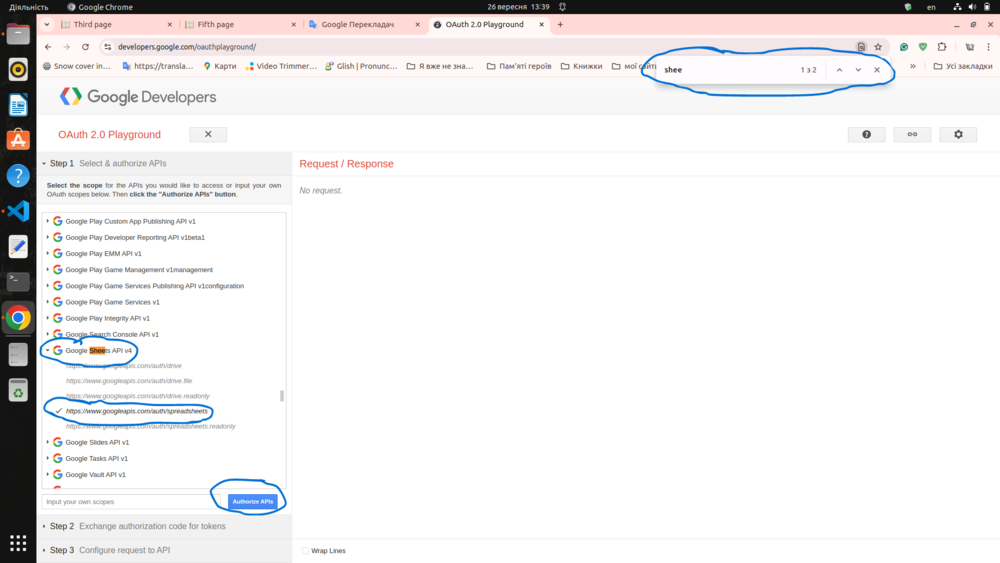 Діяльність
Google Chrome
26 вересня 13:39
en
Third page
Fifth page
Google Перекладач
OAuth 2.0 Playground
developers.google.com/oauthplayground/
Snow cover in…
https://transla…
Карти
Video Trimmer…
Glish | Pronunc…
Я вже не зна…
Пам'яті героїв
Книжки
мої сайт
Усі закладки
shee
1 з 2
Google Developers
OAuth 2.0 Playground
Step 1 Select & authorize APIs
Select the scope for the APIs you would like to access or input your own
OAuth scopes below. Then click the "Authorize APIs" button.
Google Play Custom App Publishing API v1
Google Play Developer Reporting API v1beta1
Google Play EMM API v1
Google Play Game Management v1management
Google Play Game Services Publishing API v1configuration
Google Play Game Services v1
Google Play Integrity API v1
Google Search Console API v1
Google Sheets API v4
https://www.googleapis.com/auth/drive
https://www.googleapis.com/auth/drive.file
https://www.googleapis.com/auth/drive.readonly
https://www.googleapis.com/auth/spreadsheets
https://www.googleapis.com/auth/spreadsheets.readonly
Google Slides API v1
Google Tasks API v1
Google Vault API v1
Input your own scopes
Authorize APIs
Step 2 Exchange authorization code for tokens
Step 3 Configure request to API
Request / Response
No request.
Wrap Lines